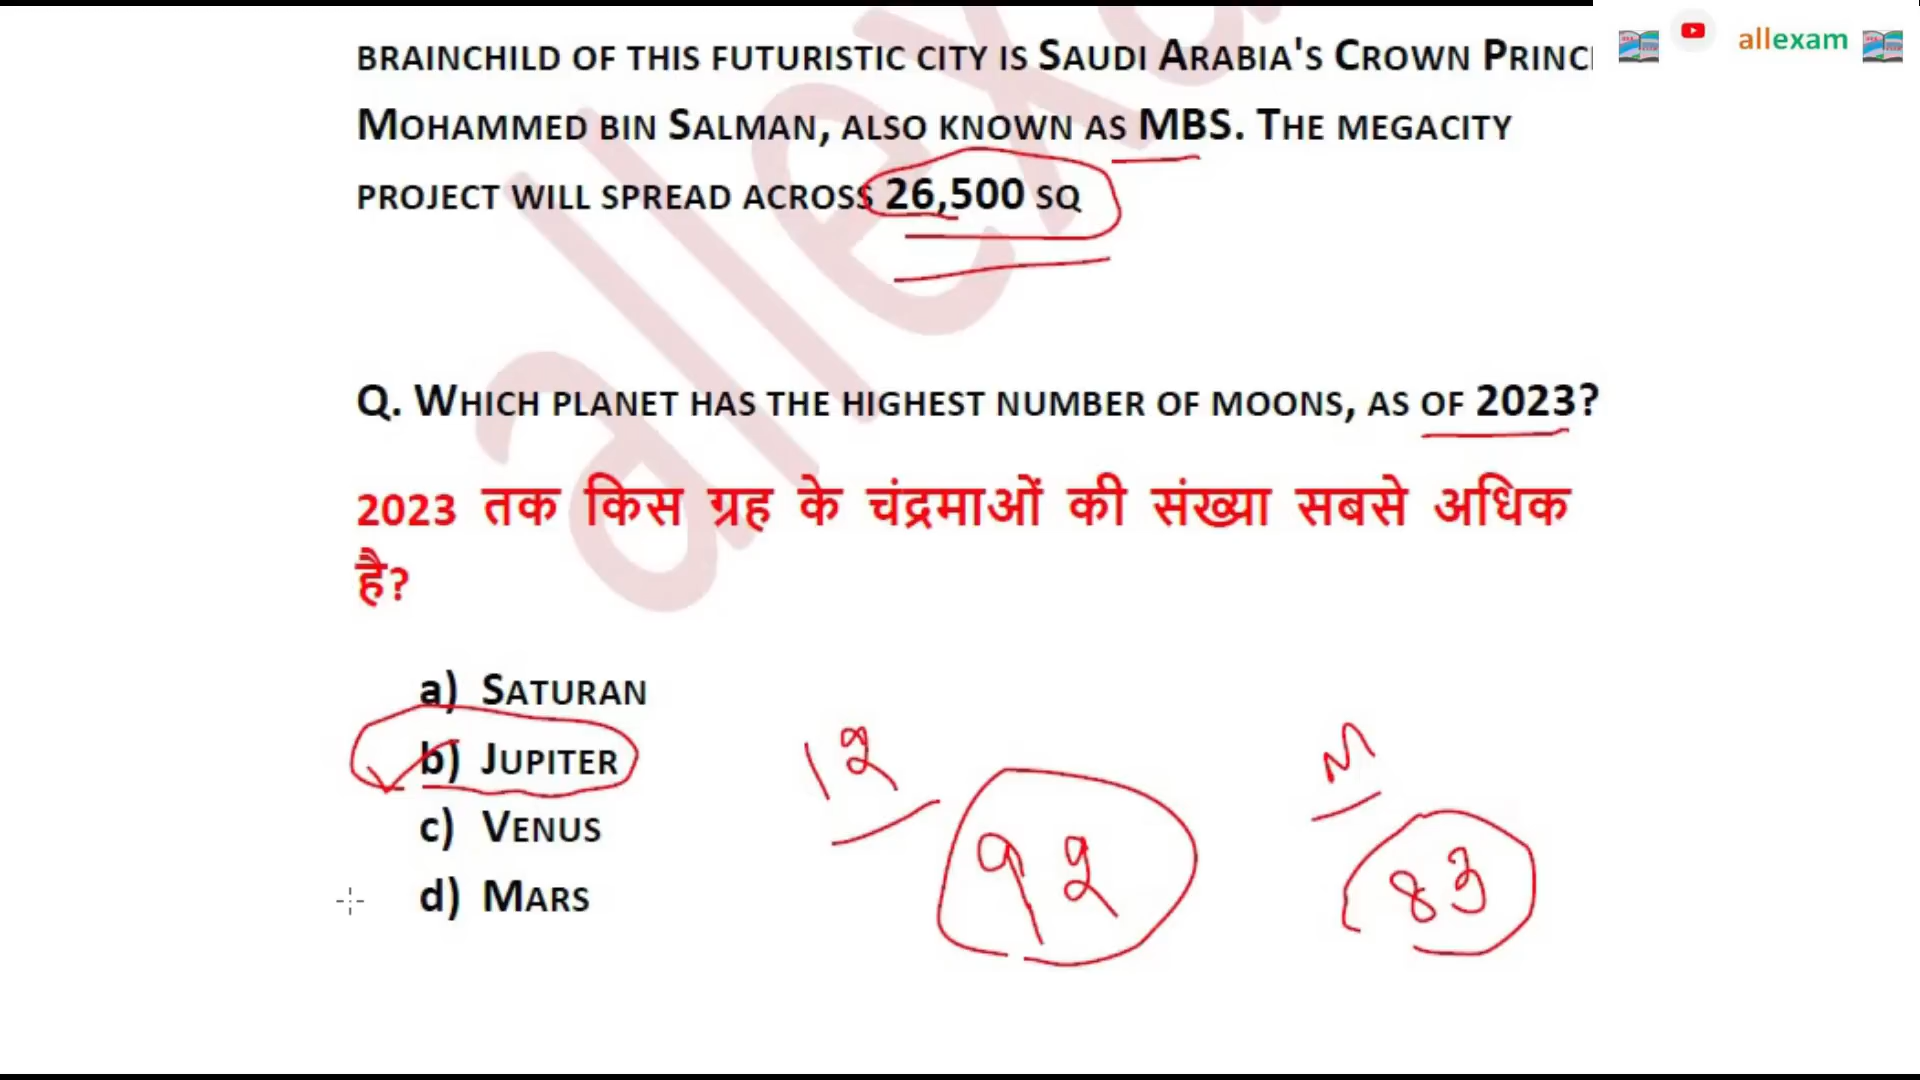 allexam
BRAINCHILD OF THIS FUTURISTIC CITY IS SAUDI ARABIA'S CROWN PRINC
MOHAMMED BIN SALMAN, ALSO KNOWN AS MBS. THE MEGACITY
PROJECT WILL SPREAD ACROSS 26,500 SQ
allexa
Q. WHICH PLANET HAS THE HIGHEST NUMBER OF MOONS, AS OF 2023?
2023 तक किस ग्रह के चंद्रमाओं की संख्या सबसे अधिक
है?
a) SATURAN
b) JUPITER
c) VENUS
d) MARS
12
92
83